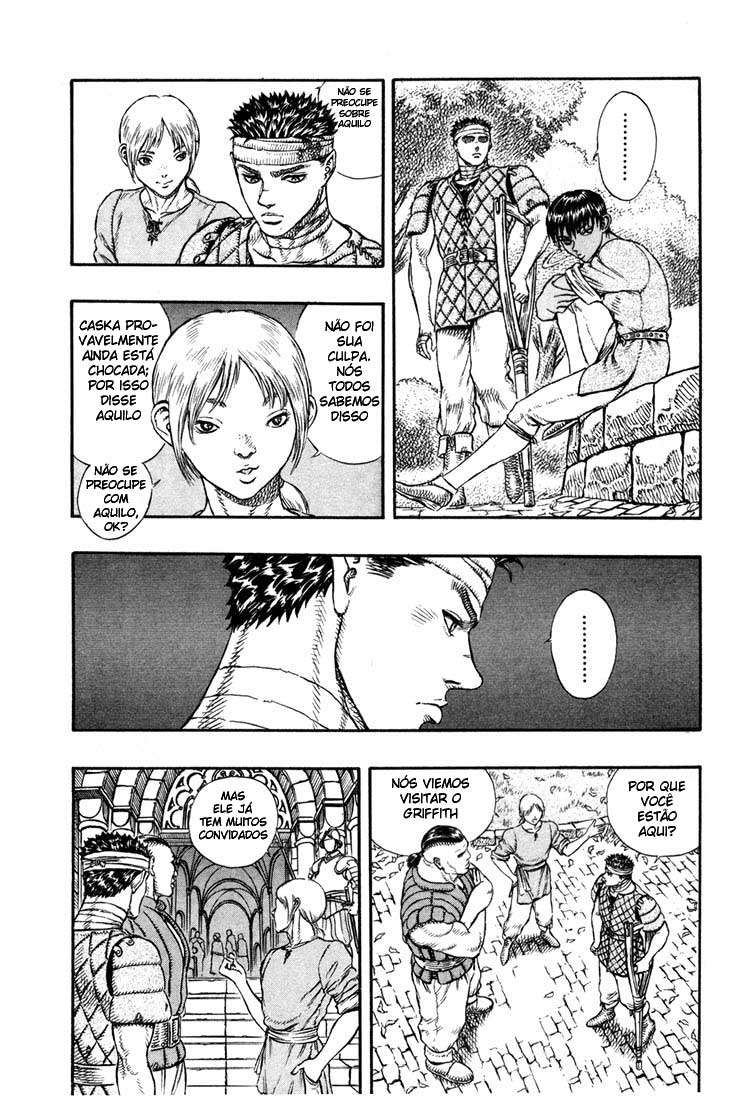 ..........
NÃO SE
PREOCUPE
SOBRE
AQUILO
NÃO FOI
SUA
CULPA.
NÓS
TODOS
SABEMOS
DISSO
CASKA PRO-
VAVELMENTE
AINDA ESTÁ
CHOCADA;
POR ISSO
DISSE
AQUILO
NÃO SE
PREOCUPE
COM
AQUILO,
OK?
..........
POR QUE
VOCÊ
ESTÃO
AQUI?
NÓS VIEMOS
VISITAR O
GRIFFITH
MAS
ELE JÁ
TEM MUITOS
CONVIDADOS